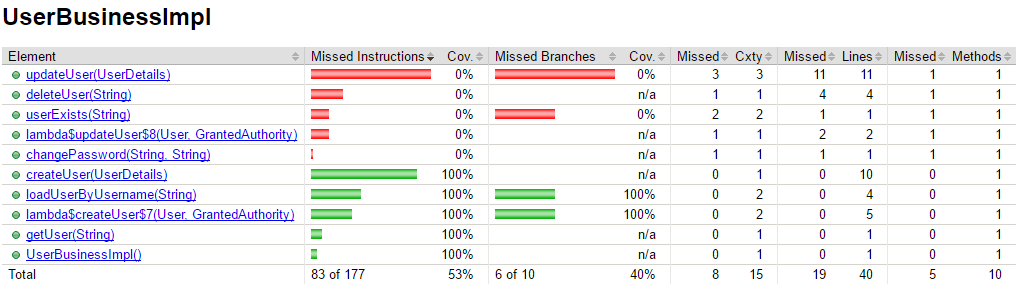 UserBusinessImpl
Element Missed Instructions Cov. Missed Branches Cov. Missed Cxty Missed Lines Missed Methods
updateUser(UserDetails) 0% 0% 3 3 11 11 1 1
deleteUser(String) 0% n/a 1 1 4 4 1 1
userExists(String) 0% 0% 2 2 1 1 1 1
lambda$updateUser$8(User, GrantedAuthority) 0% n/a 1 1 2 2 1 1
changePassword(String, String) 0% n/a 1 1 1 1 1 1
createUser(UserDetails) 100% n/a 0 1 0 10 0 1
loadUserByUsername(String) 100% 100% 0 2 0 4 0 1
lambda$createUser$7(User, GrantedAuthority) 100% 100% 0 2 0 5 0 1
getUser(String) 100% n/a 0 1 0 1 0 1
UserBusinessImpl() 100% n/a 0 1 0 1 0 1
Total 83 of 177 53% 6 of 10 40% 8 15 19 40 5 10